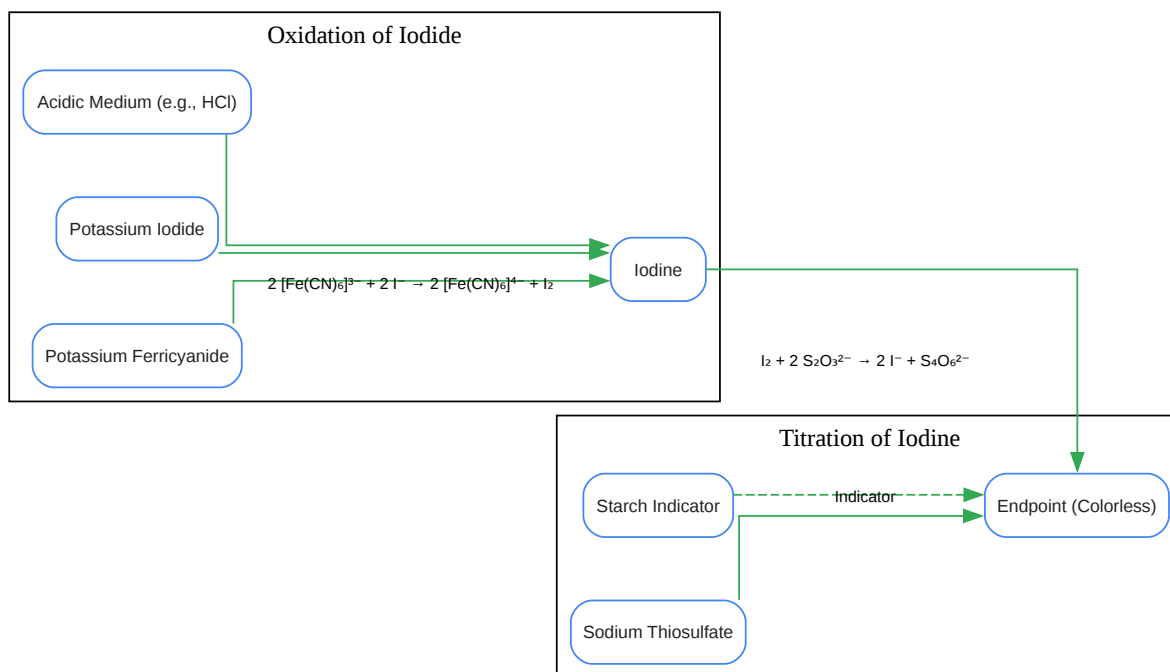 Oxidation of Iodide
Acidic Medium (e.g., HCl)
Potassium Iodide
Iodine
2 [Fe(CN)₆]³⁻ + 2 I⁻ → 2 [Fe(CN)₆]⁴⁻ + I₂
Potassium Ferricyanide
I₂ + 2 S₂O₃²⁻ → 2 I⁻ + S₄O₆²⁻
Titration of Iodine
Starch Indicator
Indicator
Endpoint (Colorless)
Sodium Thiosulfate